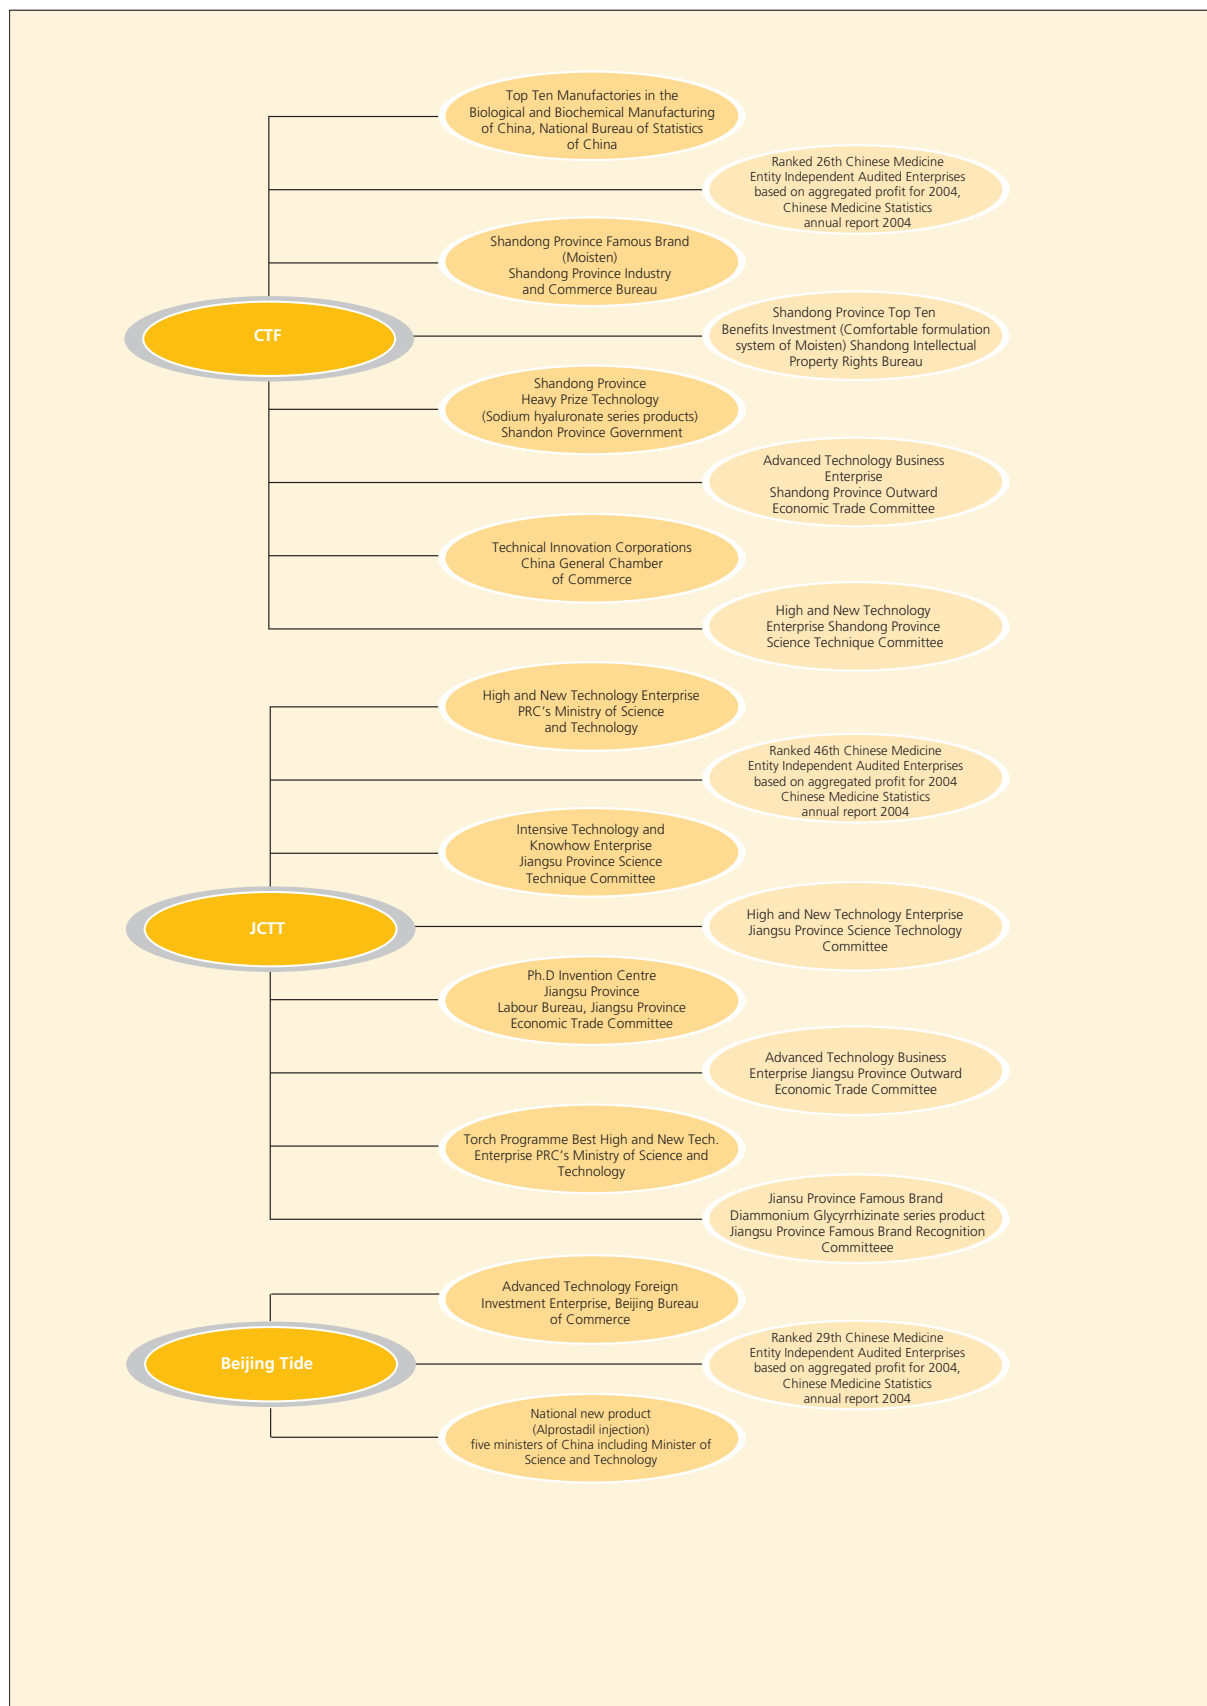 Top Ten Manufactories in the
Biological and Biochemical Manufacturing
of China, National Bureau of Statistics
of China
Ranked 26th Chinese Medicine
Entity Independent Audited Enterprises
based on aggregated profit for 2004,
Chinese Medicine Statistics
annual report 2004
Shandong Province Famous Brand
(Moisten)
Shandong Province Industry
and Commerce Bureau
CTF
Shandong Province Top Ten
Benefits Investment (Comfortable formulation
system of Moisten) Shandong Intellectual
Property Rights Bureau
Shandong Province
Heavy Prize Technology
(Sodium hyaluronate series products)
Shandon Province Government
Advanced Technology Business
Enterprise
Shandong Province Outward
Economic Trade Committee
Technical Innovation Corporations
China General Chamber
of Commerce
High and New Technology
Enterprise Shandong Province
Science Technique Committee
High and New Technology Enterprise
PRC's Ministry of Science
and Technology
Ranked 46th Chinese Medicine
Entity Independent Audited Enterprises
based on aggregated profit for 2004
Chinese Medicine Statistics
annual report 2004
Intensive Technology and
Knowhow Enterprise
Jiangsu Province Science
Technique Committee
JCTT
High and New Technology Enterprise
Jiangsu Province Science Technology
Committee
Ph.D Invention Centre
Jiangsu Province
Labour Bureau, Jiangsu Province
Economic Trade Committee
Advanced Technology Business
Enterprise Jiangsu Province Outward
Economic Trade Committee
Torch Programme Best High and New Tech.
Enterprise PRC's Ministry of Science and
Technology
Jiansu Province Famous Brand
Diammonium Glycyrrhizinate series product
Jiangsu Province Famous Brand Recognition
Committeee
Advanced Technology Foreign
Investment Enterprise, Beijing Bureau
of Commerce
Beijing Tide
Ranked 29th Chinese Medicine
Entity Independent Audited Enterprises
based on aggregated profit for 2004,
Chinese Medicine Statistics
annual report 2004
National new product
(Alprostadil injection)
five ministers of China including Minister of
Science and Technology